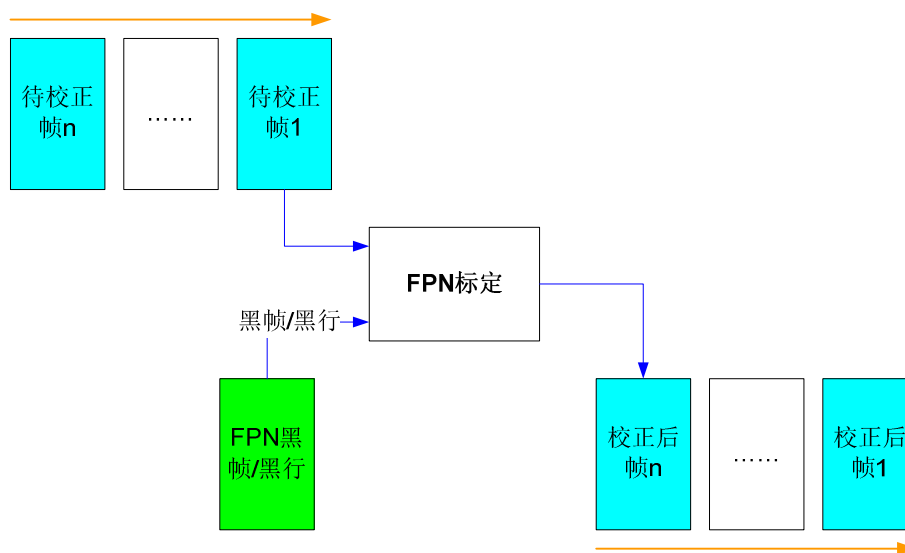 待校正
帧n
……
待校正
帧1
FPN标定
黑帧/黑行
FPN黑
帧/黑行
校正后
帧n
……
校正后
帧1